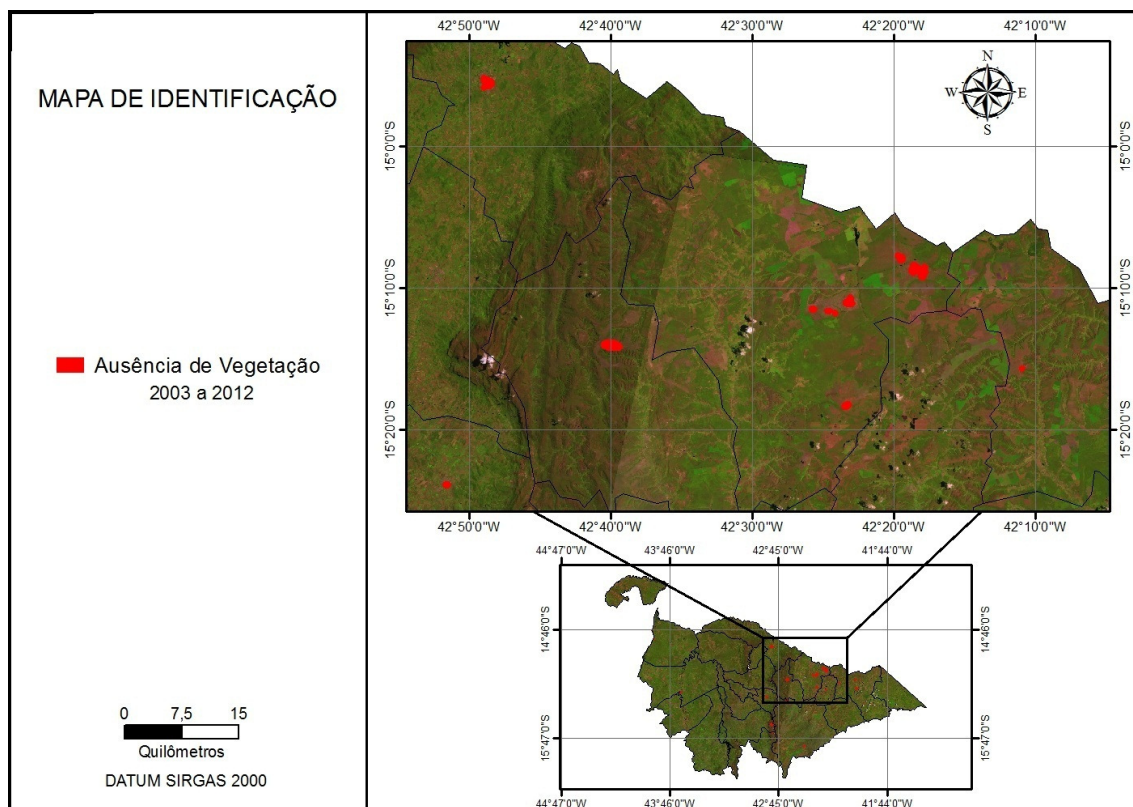 MAPA DE IDENTIFICAÇÃO
Ausência de Vegetação
2003 a 2012
0 7,5 15
Quilômetros
DATUM SIRGAS 2000
42°50'0"W 42°40'0"W 42°30'0"W 42°20'0"W 42°10'0"W
N
W E
S
15°0'0"S 15°0'0"S
15°10'0"S 15°10'0"S
15°20'0"S 15°20'0"S
42°50'0"W 42°40'0"W 42°30'0"W 42°20'0"W 42°10'0"W
44°47'0"W 43°46'0"W 42°45'0"W 41°44'0"W
14°46'0"S 14°46'0"S
15°47'0"S 15°47'0"S
44°47'0"W 43°46'0"W 42°45'0"W 41°44'0"W